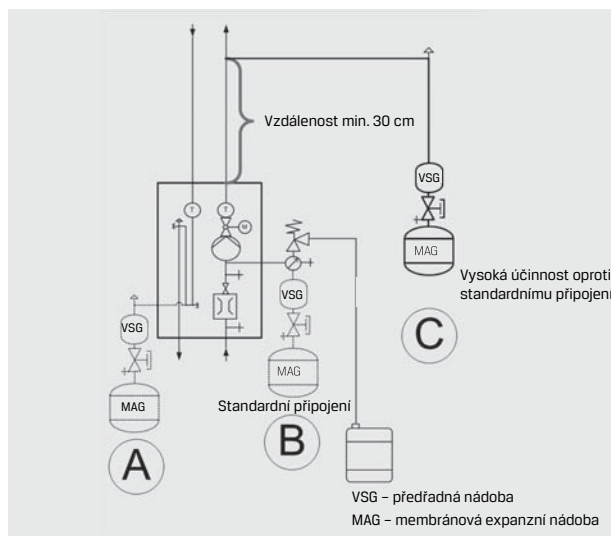 Vzdálenost min. 30 cm
T
T
M
VSG
MAG
Vysoká účinnost oproti
standardnímu připojení
C
VSG
MAG
A
VSG
MAG
Standardní připojení
B
VSG – předřadná nádoba
MAG – membránová expanzní nádoba